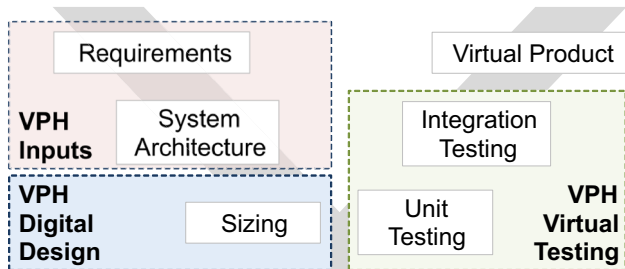 Requirements
System
Architecture
VPH
Inputs
VPH
Digital
Design
Sizing
Virtual Product
Integration
Testing
Unit
Testing
VPH
Virtual
Testing